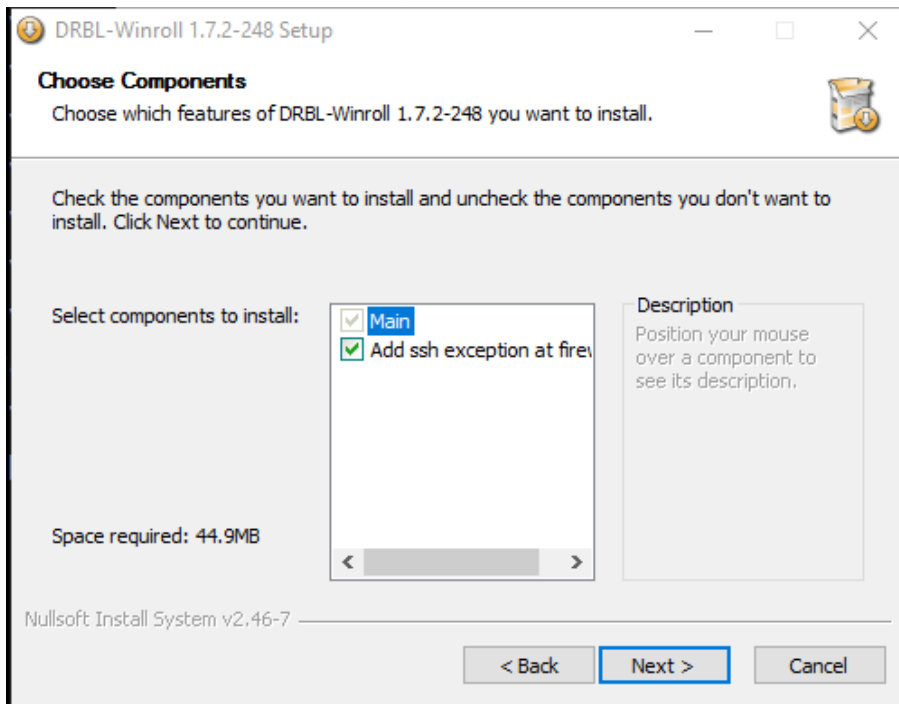 DRBL-Winroll 1.7.2-248 Setup
Choose Components
Choose which features of DRBL-Winroll 1.7.2-248 you want to install.
Check the components you want to install and uncheck the components you don't want to
install. Click Next to continue.
Select components to install:
Main
Add ssh exception at
Description
Position your mouse
over a component to
see its description.
Space required: 44.9MB
Nullsoft Install System v2.46-7
< Back
Next >
Cancel